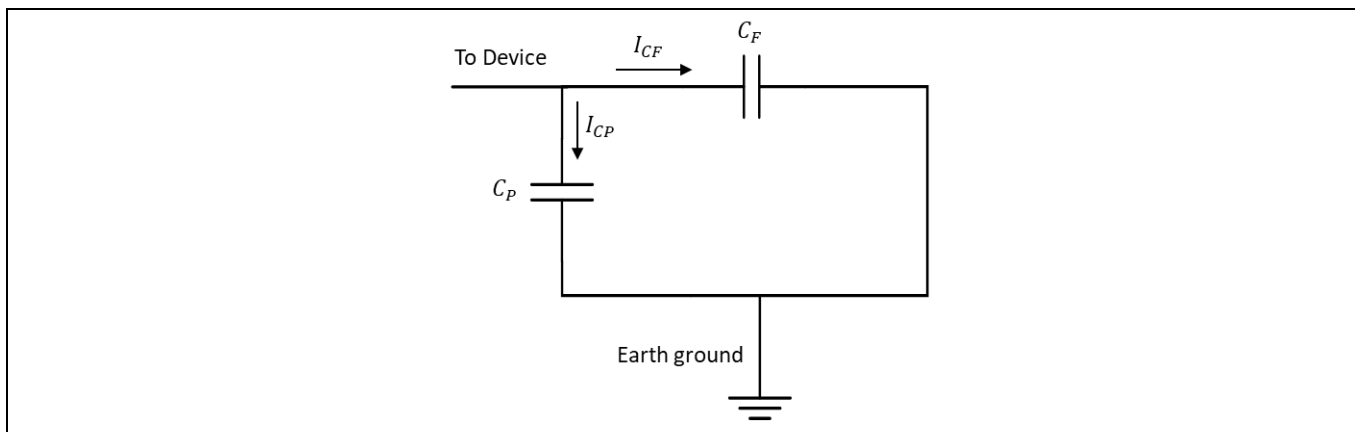 C_F
To Device
I_CF
I_CP
C_P
Earth ground